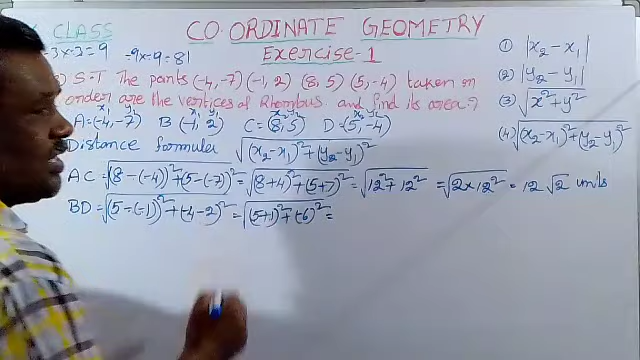 CLASS CO-ORDINATE GEOMETRY
-3×-3=9 -9×-9=81 Exercise-1
S.T The points (-4,-7) (-1, 2) (8, 5) (5,-4) taken in
order are the vertices of Rhombus and find its area?
A=(-4,-7) B (-1, 2) C=(8, 5) D=(5,-4)
Distance formula √(x₂-x₁)²+(y₂-y₁)²
AC=√(8-(-4))²+(5-(-7))² =√(8+4)²+(5+7)² =√12²+12² =√2×12² = 12√2 units
BD=√(5-(-1))²+(-4-2)² =√(5+1)²+(-6)² =
① |x₂-x₁|
(2) |y₂-y₁|
(3) √x²+y²
(4) √(x₂-x₁)²+(y₂-y₁)²